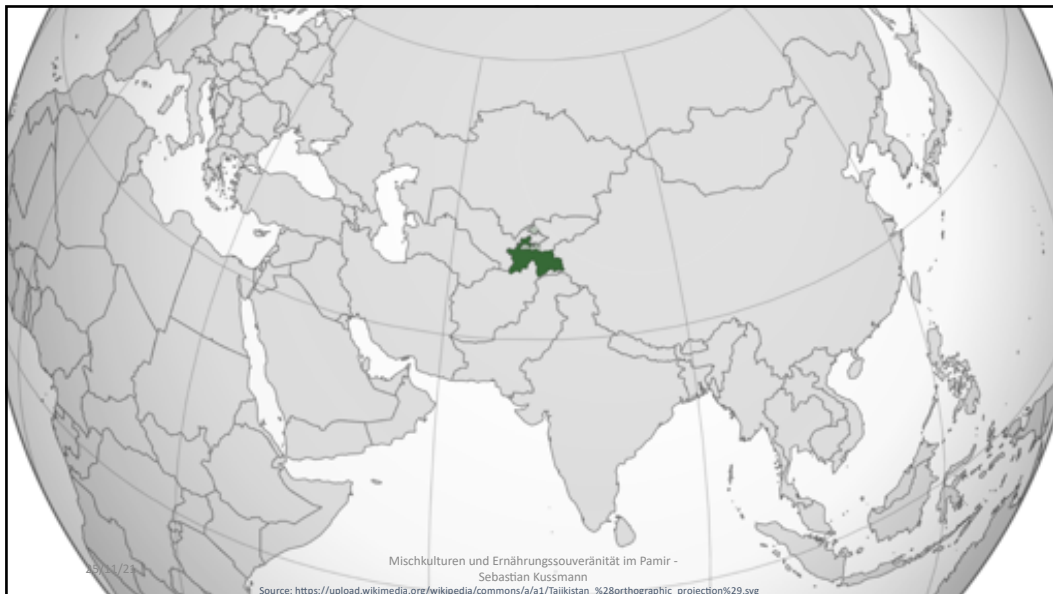 Mischkulturen und Ernährungssouveränität im Pamir -
Sebastian Kussmann
Source: https://upload.wikimedia.org/wikipedia/commons/a/a1/Tajikistan_%28orthographic_projection%29.svg